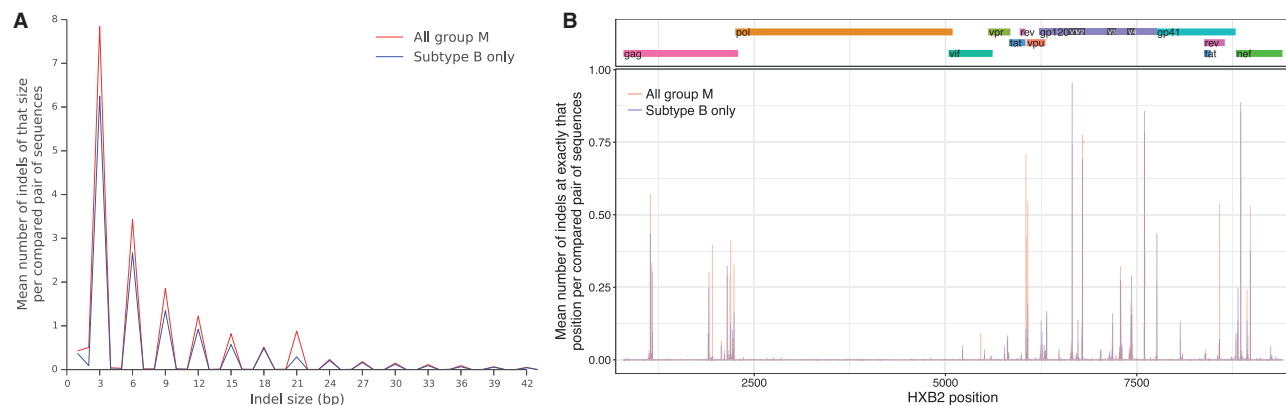 A
Mean number of indels of that size
per compared pair of sequences
8
7
6
5
4
3
2
1
0
All group M
Subtype B only
0 3 6 9 12 15 18 21 24 27 30 33 36 39 42
Indel size (bp)
B
pol vpr rev gp120 gp41
tat vpu rev
gag vif tat nef
Mean number of indels at exactly that
position per compared pair of sequences
1.00
0.75
0.50
0.25
0.00
All group M
Subtype B only
2500 5000 7500
HXB2 position